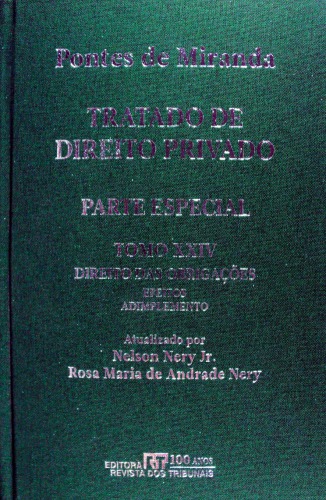 Pontes de Miranda
TRATADO DE
DIREITO PRIVADO
PARTE ESPECIAL
TOMO XXIV
DIREITO DAS OBRIGAÇÕES
EFEITOS
ADIMPLEMENTO
Atualizado por
Nelson Nery Jr.
Rosa Maria de Andrade Nery
EDITORA RT 100 ANOS
REVISTA DOS TRIBUNAIS